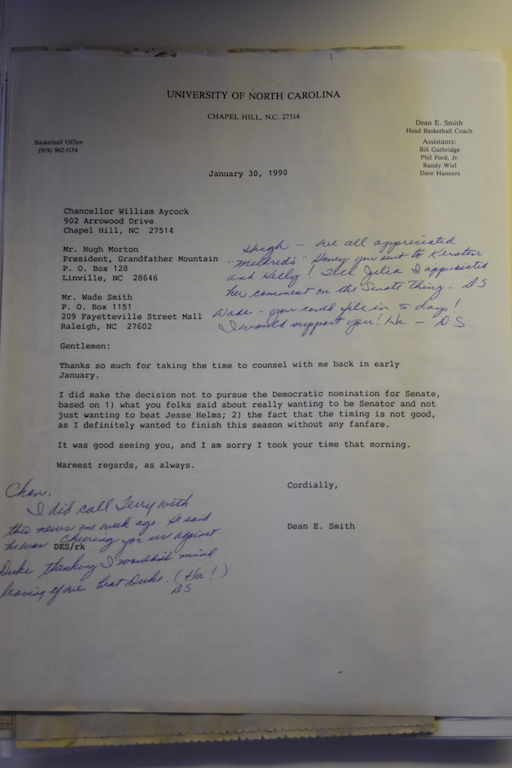 UNIVERSITY OF NORTH CAROLINA
CHAPEL HILL, N.C. 27514
Basketball Office
(919) 962-1154
Dean E. Smith
Head Basketball Coach
Assistants:
Bill Guthridge
Phil Ford, Jr.
Randy Wiel
Dave Hanners
January 30, 1990
Chancellor William Aycock
902 Arrowood Drive
Chapel Hill, NC 27514
Mr. Hugh Morton
President, Grandfather Mountain
P. O. Box 128
Linville, NC 28646
Mr. Wade Smith
P. O. Box 1151
209 Fayetteville Street Mall
Raleigh, NC 27602
Hugh - We all appreciated
"Mildred's" Honey you sent to Kristen
and Kelly! Tell Julia I appreciated
her comment on the Senate thing. DS
Wade - you could file in 5 days!
I would support you! Ha - DS
Gentlemen:
Thanks so much for taking the time to counsel with me back in early
January.
I did make the decision not to pursue the Democratic nomination for Senate,
based on 1) what you folks said about really wanting to be Senator and not
just wanting to beat Jesse Helms; 2) the fact that the timing is not good,
as I definitely wanted to finish this season without any fanfare.
It was good seeing you, and I am sorry I took your time that morning.
Warmest regards, as always.
Cordially,
Dean E. Smith
DES/rk
Chan.
I did call Terry with
this news one week ago. He said
he was cheering for us against
Duke thinking I wouldn't mind
leaving if we beat Duke. (Ha!)
DS